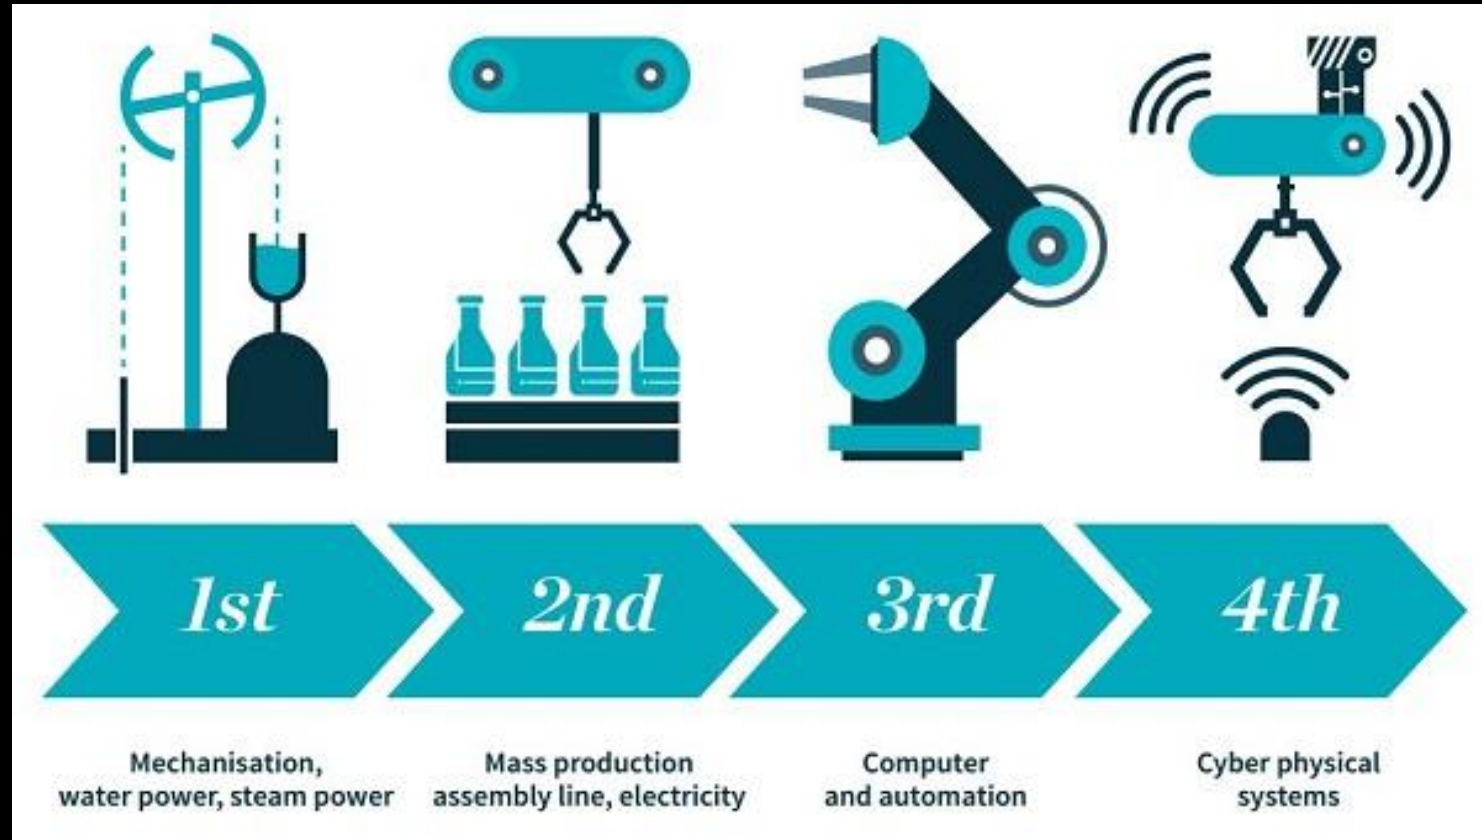 1st
2nd
3rd
4th
Mechanisation,
water power, steam power
Mass production
assembly line, electricity
Computer
and automation
Cyber physical
systems